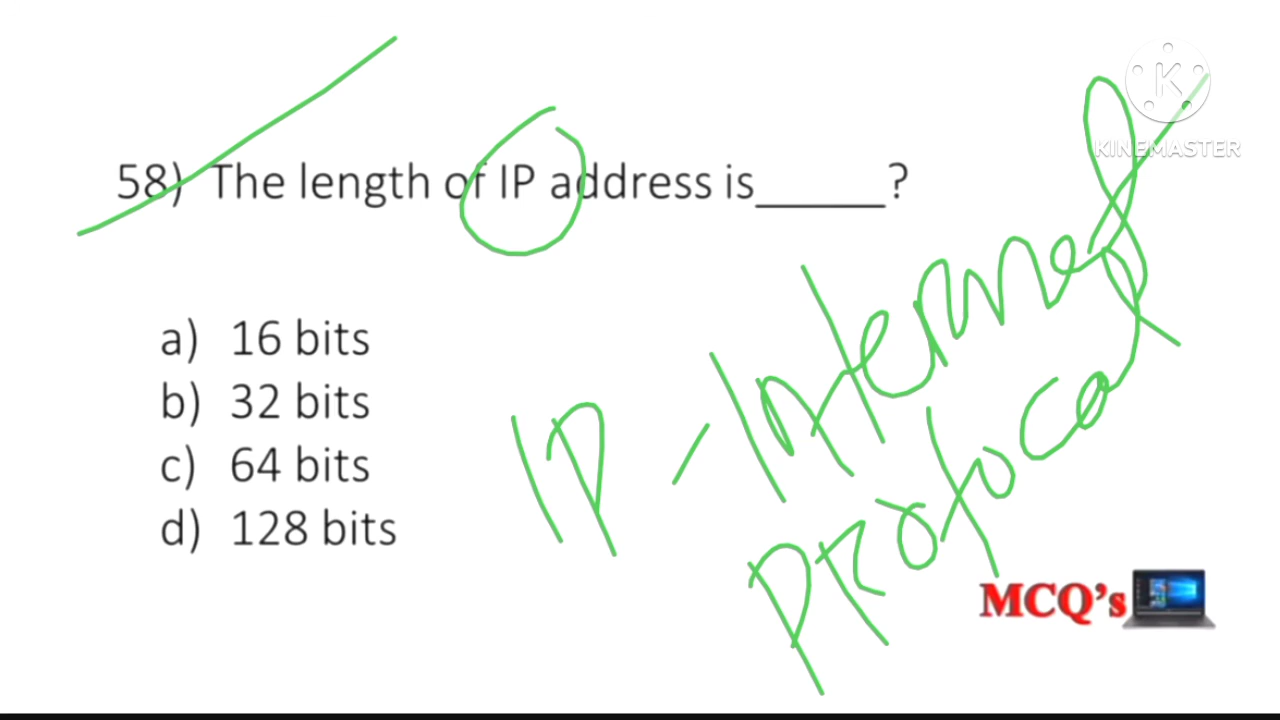 KINEMASTER
58) The length of IP address is______?
a) 16 bits
b) 32 bits
c) 64 bits
d) 128 bits
IP - Internet
protocal
MCQ's